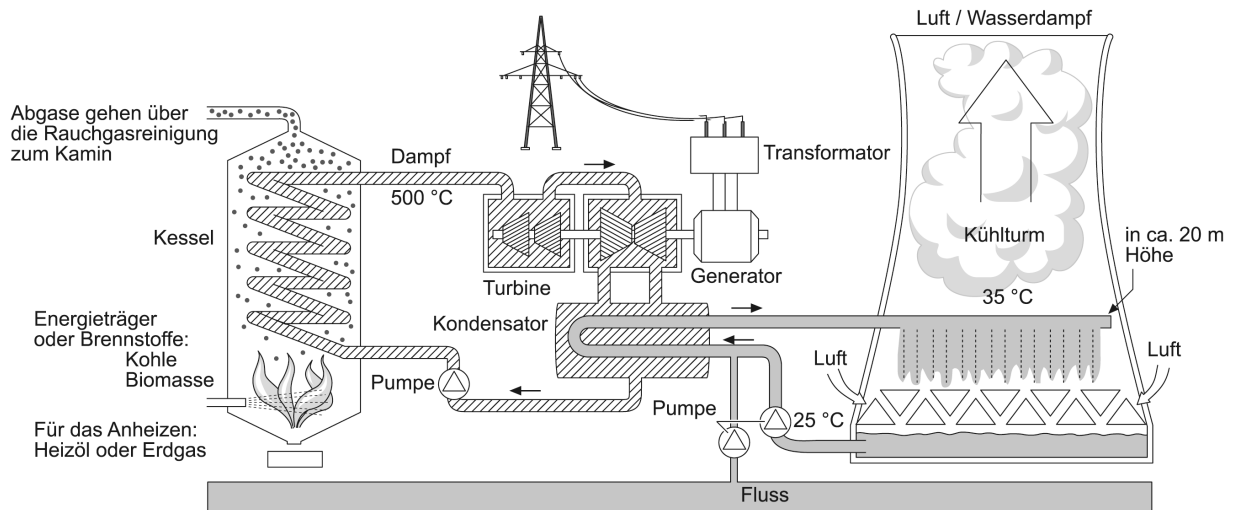 Luft / Wasserdampf
Abgase gehen über
die Rauchgasreinigung
zum Kamin
Dampf
500 °C
Transformator
Kessel
Kühlturm
in ca. 20 m
Höhe
Turbine
Generator
35 °C
Kondensator
Energieträger
oder Brennstoffe:
Kohle
Biomasse
Luft
Luft
Pumpe
Pumpe
25 °C
Für das Anheizen:
Heizöl oder Erdgas
Fluss